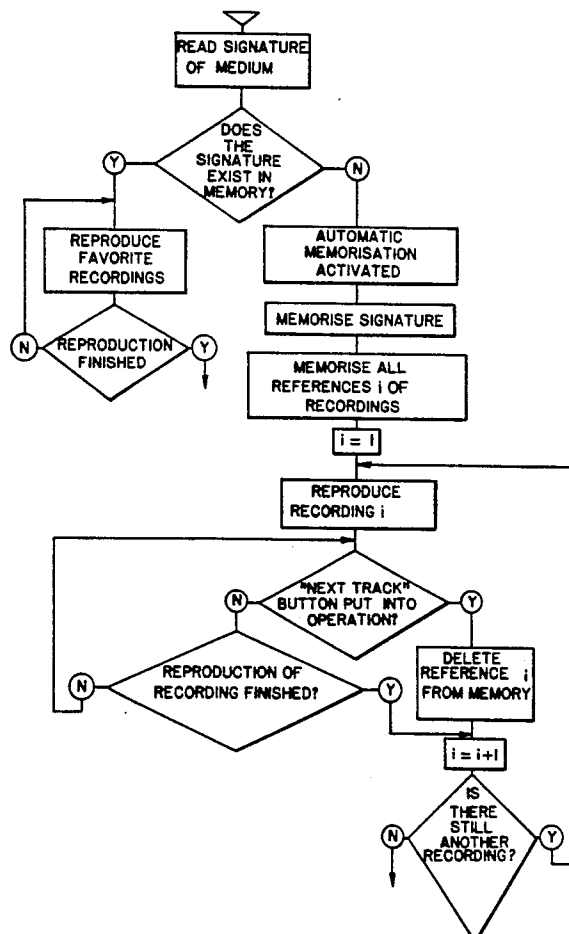 READ SIGNATURE
OF MEDIUM
DOES
THE
SIGNATURE
EXIST IN
MEMORY?
Y
N
REPRODUCE
FAVORITE
RECORDINGS
AUTOMATIC
MEMORISATION
ACTIVATED
N
REPRODUCTION
FINISHED
Y
MEMORISE SIGNATURE
MEMORISE ALL
REFERENCES i OF
RECORDINGS
i = I
REPRODUCE
RECORDING i
"NEXT TRACK"
BUTTON PUT INTO
OPERATION?
N
Y
REPRODUCTION OF
RECORDING FINISHED?
N
Y
DELETE
REFERENCE i
FROM MEMORY
i = i+I
IS
THERE
STILL
ANOTHER
RECORDING?
N
Y